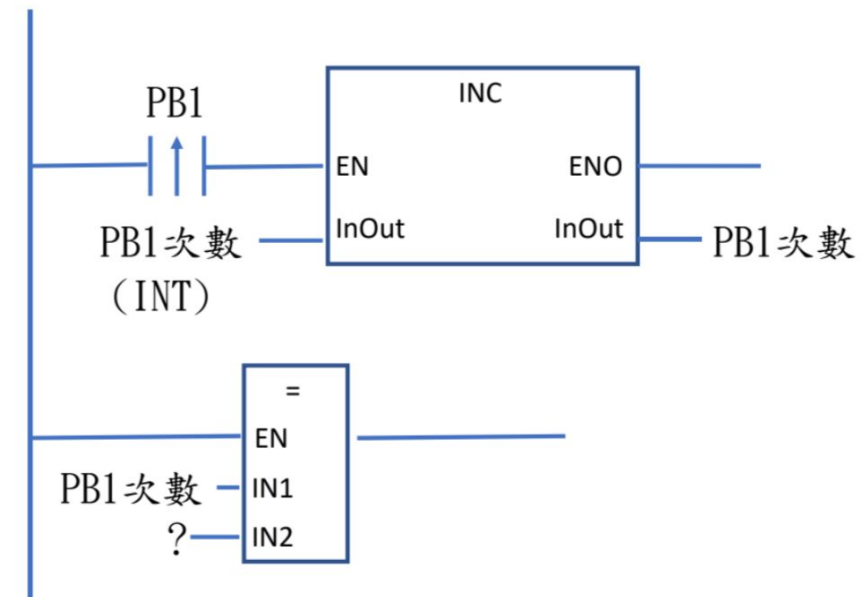 PB1
INC
EN
ENO
PB1次數
InOut
InOut
PB1次數
(INT)
=
EN
PB1次數
IN1
?
IN2